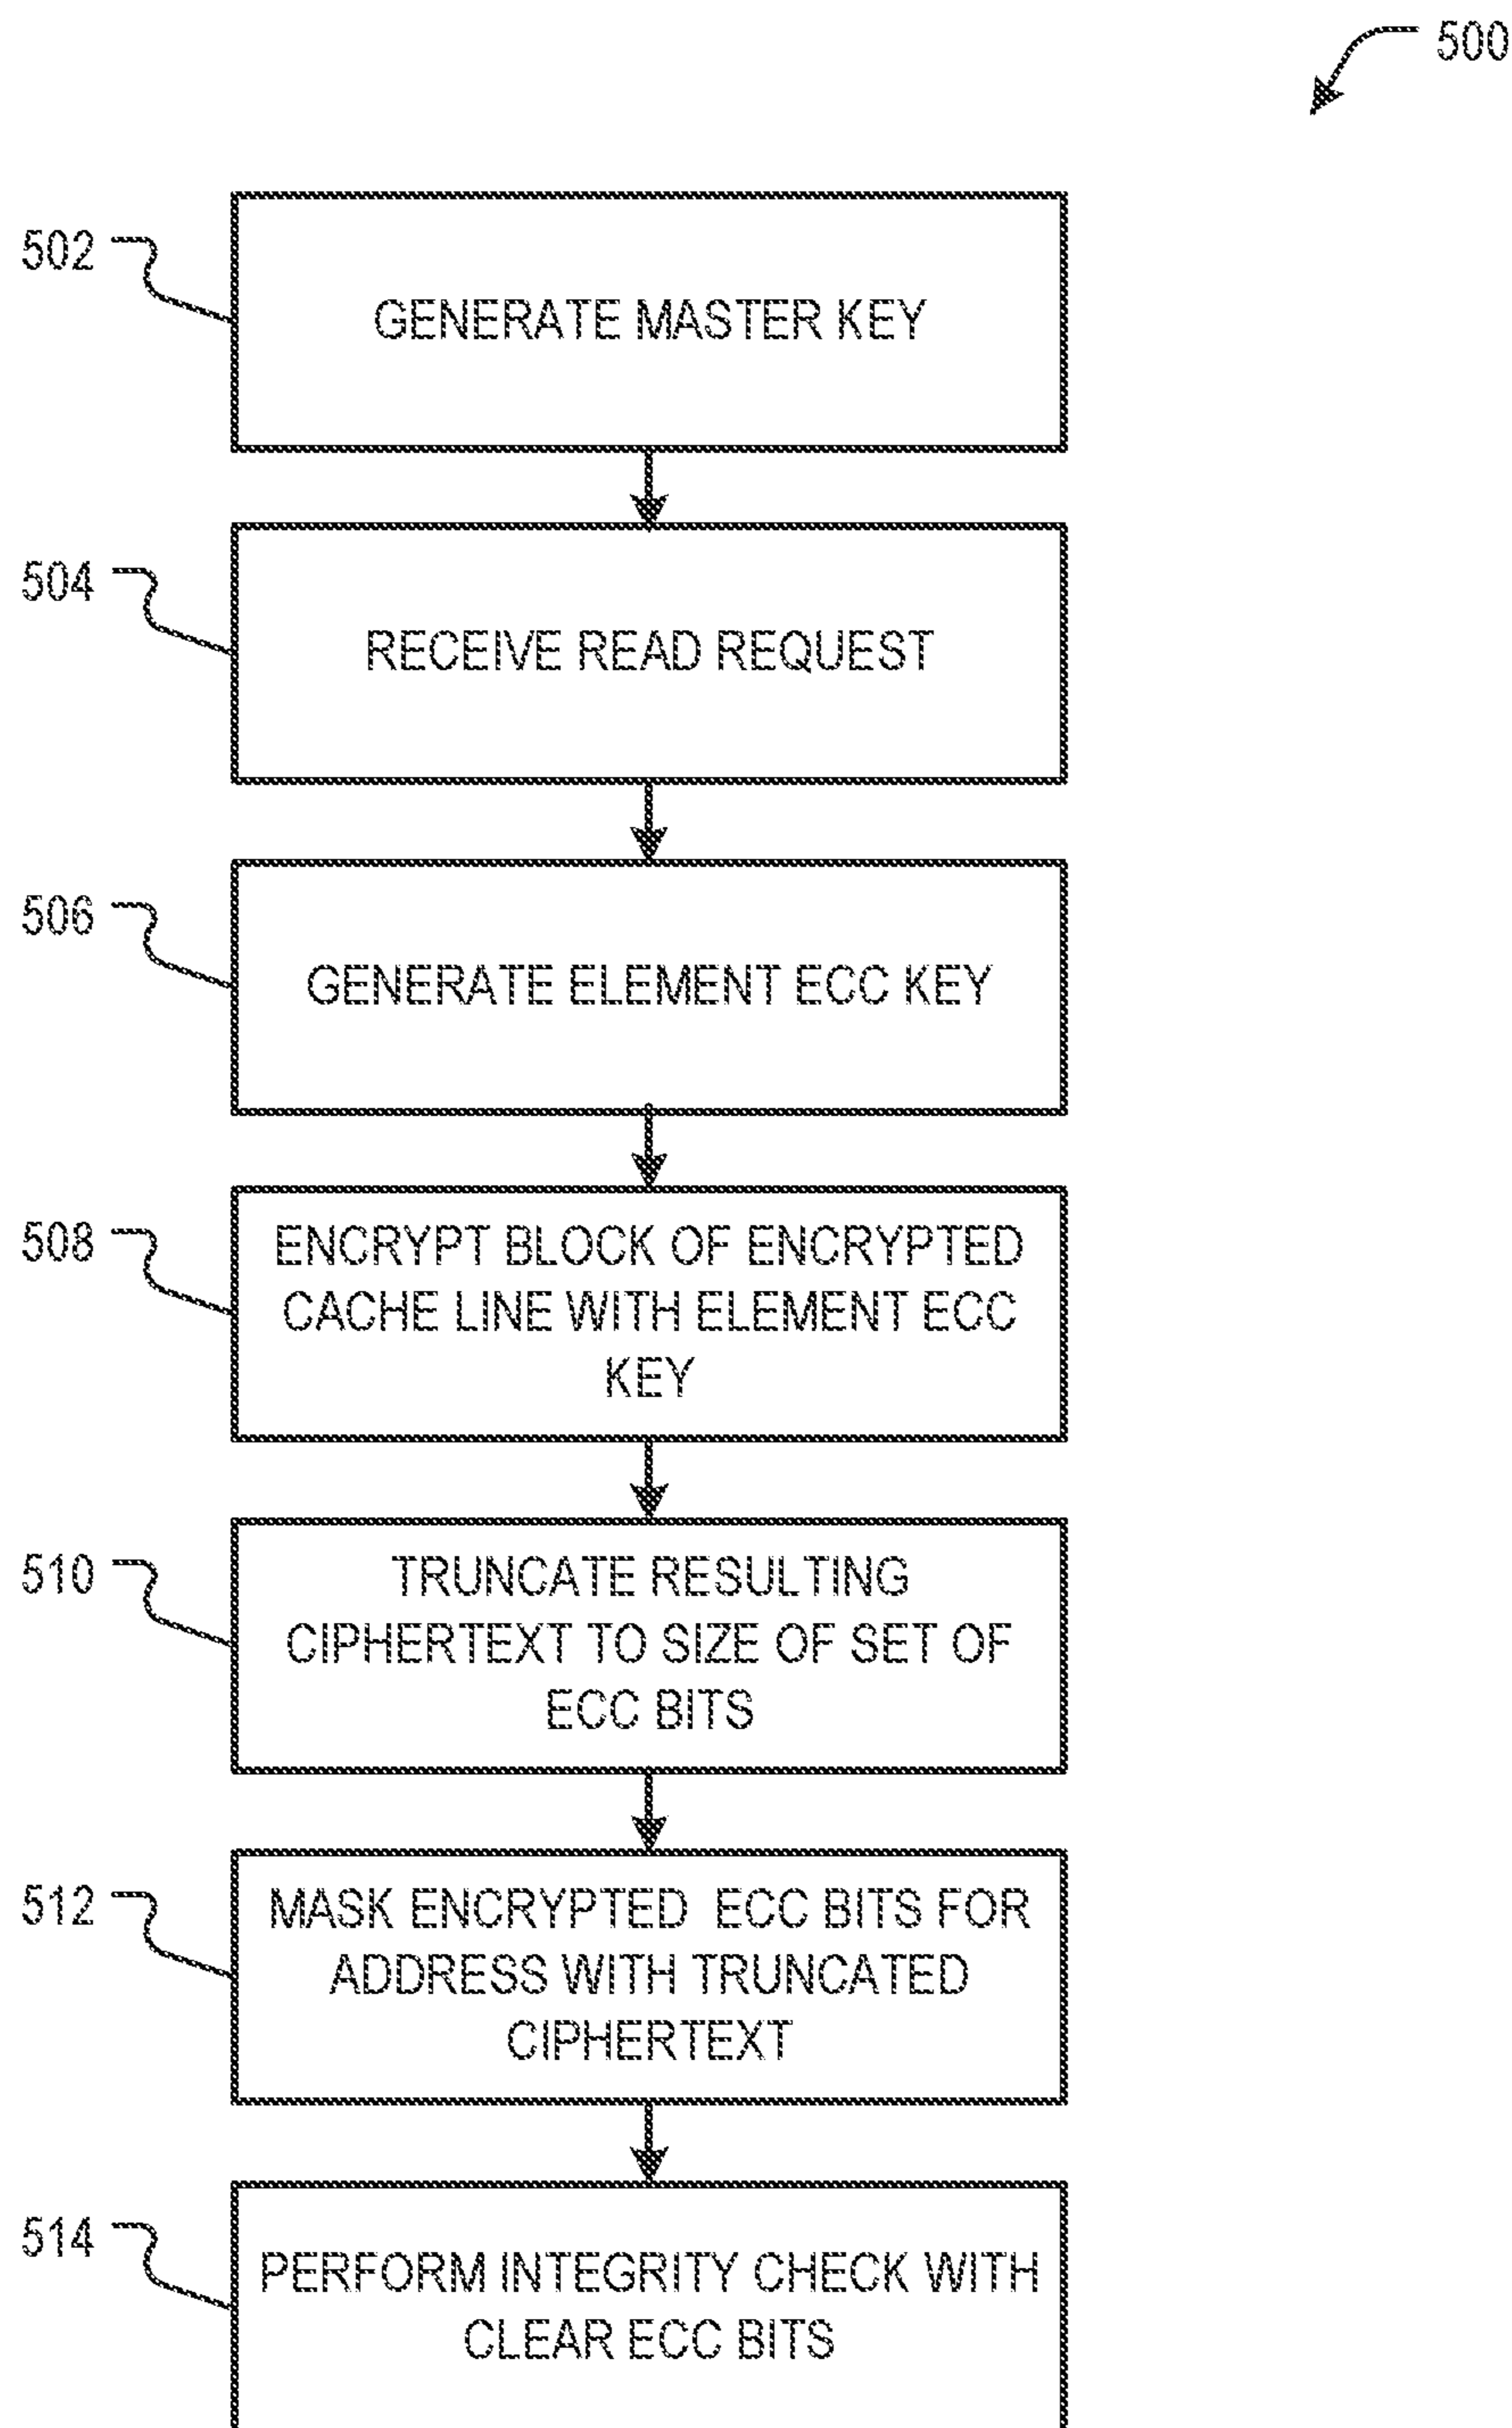 500
502
GENERATE MASTER KEY
504
RECEIVE READ REQUEST
506
GENERATE ELEMENT ECC KEY
508
ENCRYPT BLOCK OF ENCRYPTED
CACHE LINE WITH ELEMENT ECC
KEY
510
TRUNCATE RESULTING
CIPHERTEXT TO SIZE OF SET OF
ECC BITS
512
MASK ENCRYPTED ECC BITS FOR
ADDRESS WITH TRUNCATED
CIPHERTEXT
514
PERFORM INTEGRITY CHECK WITH
CLEAR ECC BITS